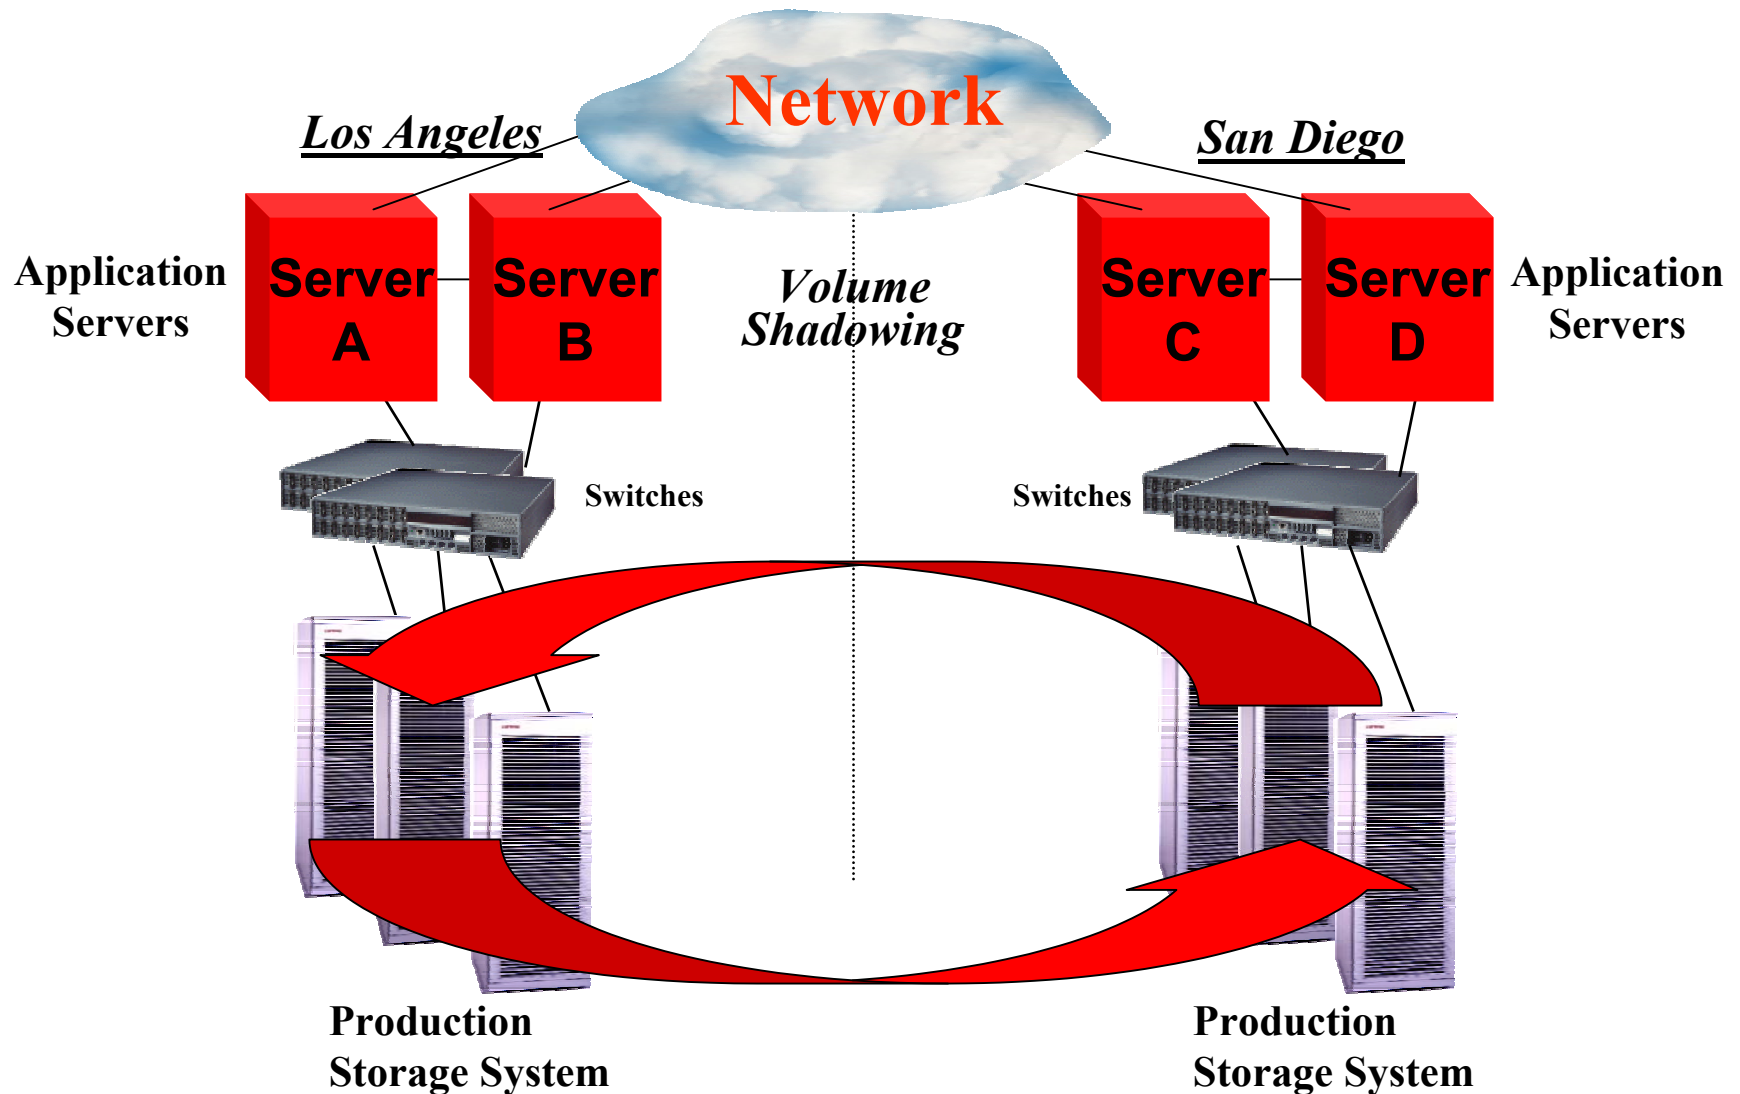 Network
Los Angeles
San Diego
Application
Servers
Server
A
Server
B
Volume
Shadowing
Server
C
Server
D
Application
Servers
Switches
Switches
Production
Storage System
Production
Storage System